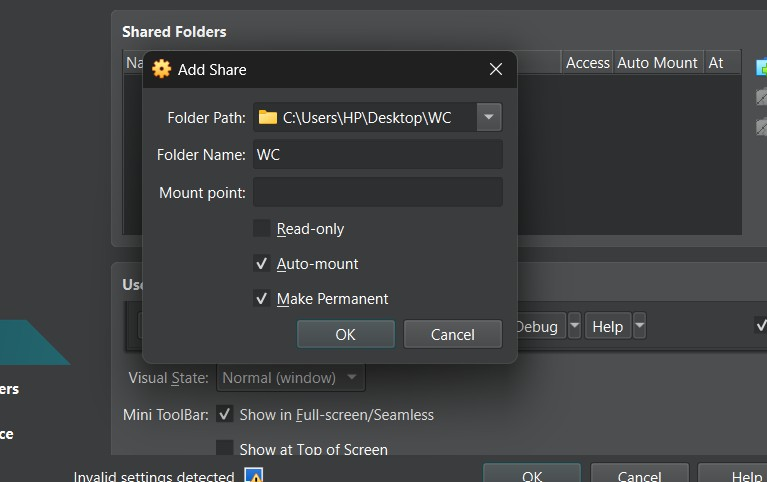 Shared Folders
Na
Access
Auto Mount
At
Add Share
Folder Path:
C:\Users\HP\Desktop\WC
Folder Name:
WC
Mount point:
Read-only
Auto-mount
Make Permanent
OK
Cancel
Use
Debug
Help
Visual State:
Normal (window)
ers
Mini ToolBar:
Show in Full-screen/Seamless
ce
Show at Top of Screen
Invalid settings detected
OK
Cancel
Help